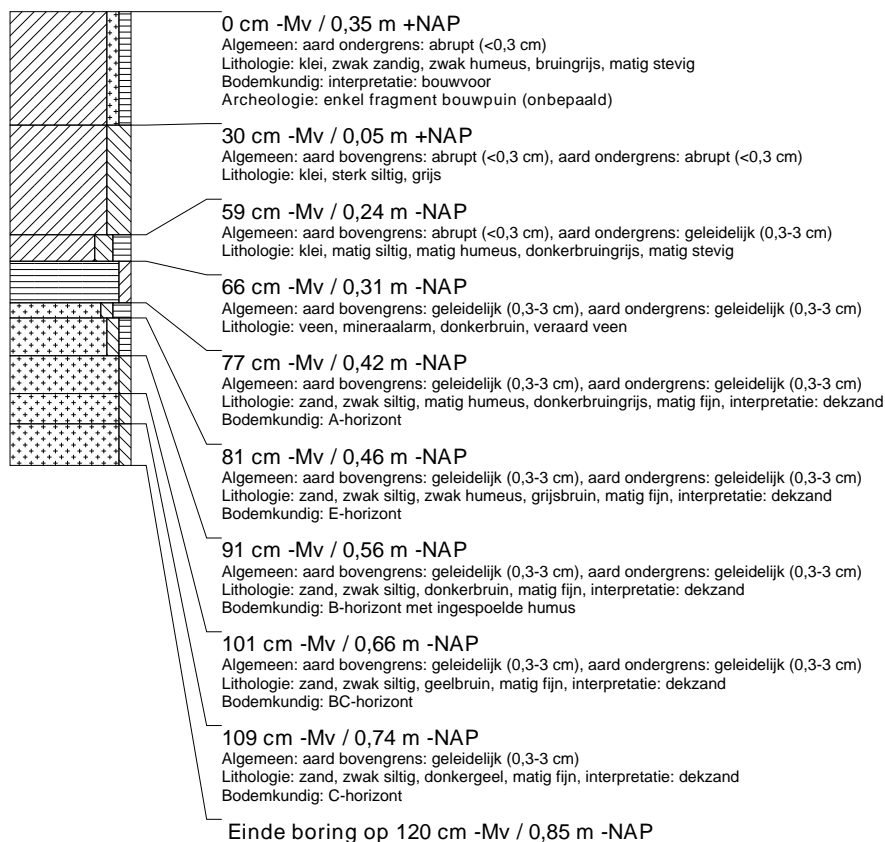 0 cm -Mv / 0,35 m +NAP
Algemeen: aard ondergrens: abrupt (<0,3 cm)
Lithologie: klei, zwak zandig, zwak humeus, bruingrijs, matig stevig
Bodemkundig: interpretatie: bouwvoor
Archeologie: enkel fragment bouwpuin (onbepaald)
30 cm -Mv / 0,05 m +NAP
Algemeen: aard bovengrens: abrupt (<0,3 cm), aard ondergrens: abrupt (<0,3 cm)
Lithologie: klei, sterk siltig, grijs
59 cm -Mv / 0,24 m -NAP
Algemeen: aard bovengrens: abrupt (<0,3 cm), aard ondergrens: geleidelijk (0,3-3 cm)
Lithologie: klei, matig siltig, matig humeus, donkerbruingrijs, matig stevig
66 cm -Mv / 0,31 m -NAP
Algemeen: aard bovengrens: geleidelijk (0,3-3 cm), aard ondergrens: geleidelijk (0,3-3 cm)
Lithologie: veen, mineraalarm, donkerbruin, veraard veen
77 cm -Mv / 0,42 m -NAP
Algemeen: aard bovengrens: geleidelijk (0,3-3 cm), aard ondergrens: geleidelijk (0,3-3 cm)
Lithologie: zand, zwak siltig, matig humeus, donkerbruingrijs, matig fijn, interpretatie: dekzand
Bodemkundig: A-horizont
81 cm -Mv / 0,46 m -NAP
Algemeen: aard bovengrens: geleidelijk (0,3-3 cm), aard ondergrens: geleidelijk (0,3-3 cm)
Lithologie: zand, zwak siltig, zwak humeus, grijsbruin, matig fijn, interpretatie: dekzand
Bodemkundig: E-horizont
91 cm -Mv / 0,56 m -NAP
Algemeen: aard bovengrens: geleidelijk (0,3-3 cm), aard ondergrens: geleidelijk (0,3-3 cm)
Lithologie: zand, zwak siltig, donkerbruin, matig fijn, interpretatie: dekzand
Bodemkundig: B-horizont met ingespoelde humus
101 cm -Mv / 0,66 m -NAP
Algemeen: aard bovengrens: geleidelijk (0,3-3 cm), aard ondergrens: geleidelijk (0,3-3 cm)
Lithologie: zand, zwak siltig, geelbruin, matig fijn, interpretatie: dekzand
Bodemkundig: BC-horizont
109 cm -Mv / 0,74 m -NAP
Algemeen: aard bovengrens: geleidelijk (0,3-3 cm)
Lithologie: zand, zwak siltig, donkergeel, matig fijn, interpretatie: dekzand
Bodemkundig: C-horizont
Einde boring op 120 cm -Mv / 0,85 m -NAP